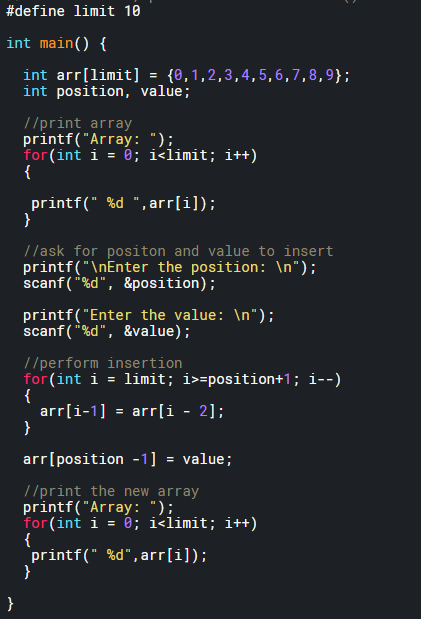 #define limit 10
int main() {
int arr[limit] = {0,1,2,3,4,5,6,7,8,9};
int position, value;
//print array
printf("Array: ");
for(int i = 0; i<limit; i++)
{
printf(" %d ",arr[i]);
}
//ask for positon and value to insert
printf("\nEnter the position: \n");
scanf("%d", &position);
printf("Enter the value: \n");
scanf("%d", &value);
//perform insertion
for(int i = limit; i>=position+1; i--)
{
arr[i-1] = arr[i - 2];
}
arr[position -1] = value;
//print the new array
printf("Array: ");
for(int i = 0; i<limit; i++)
{
printf(" %d",arr[i]);
}
}